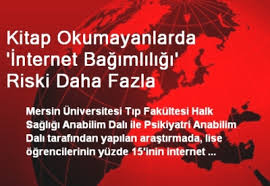 Kitap Okumayanlarda
'İnternet Bağımlılığı'
Riski Daha Fazla
Mersin Üniversitesi Tıp Fakültesi Halk
Sağlığı Anabilim Dalı ile Psikiyatri Anabilim
Dalı tarafından yapılan araştırmada, lise
öğrencilerinin yüzde 15'inin internet ...